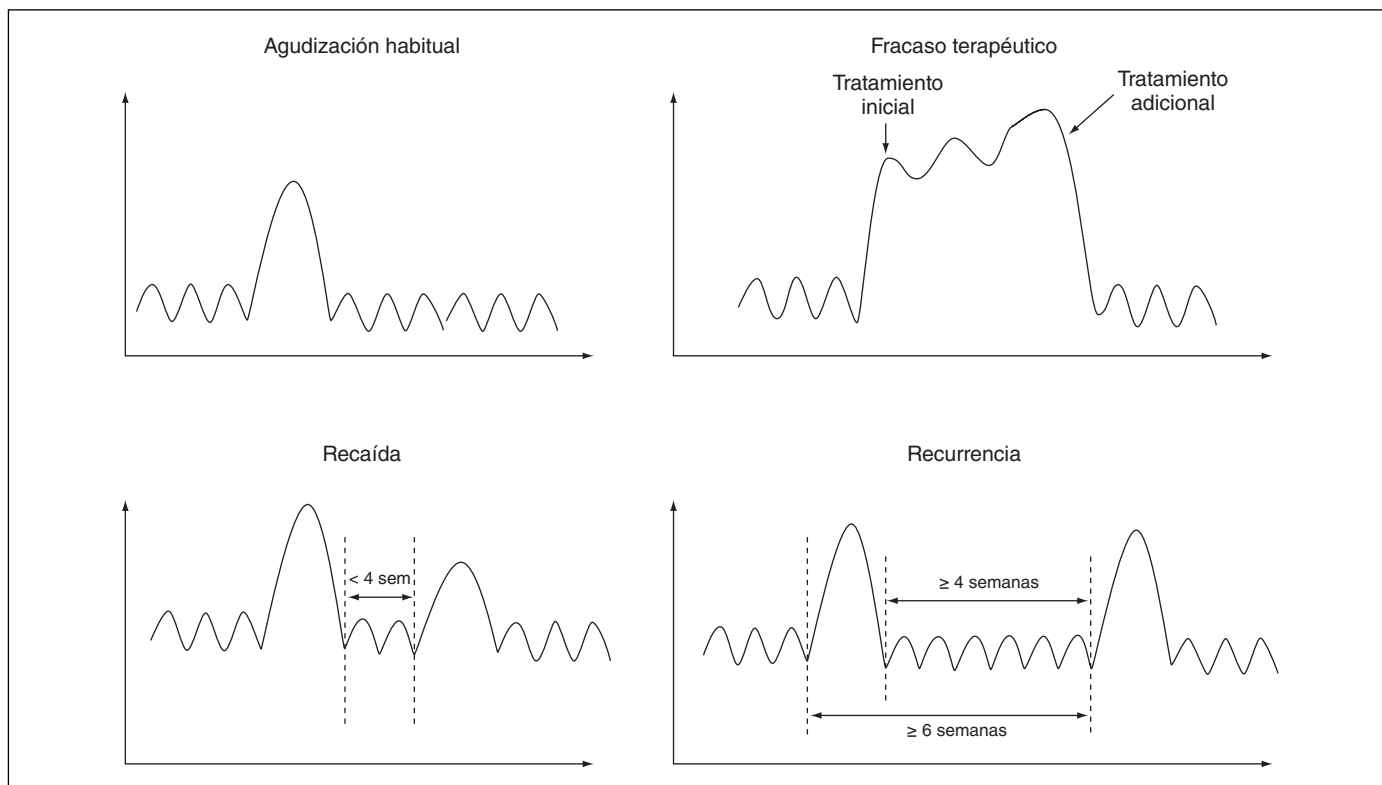 Agudización habitual
Fracaso terapéutico
Tratamiento
inicial
Tratamiento
adicional
Recaída
< 4 sem
Recurrencia
≥ 4 semanas
≥ 6 semanas